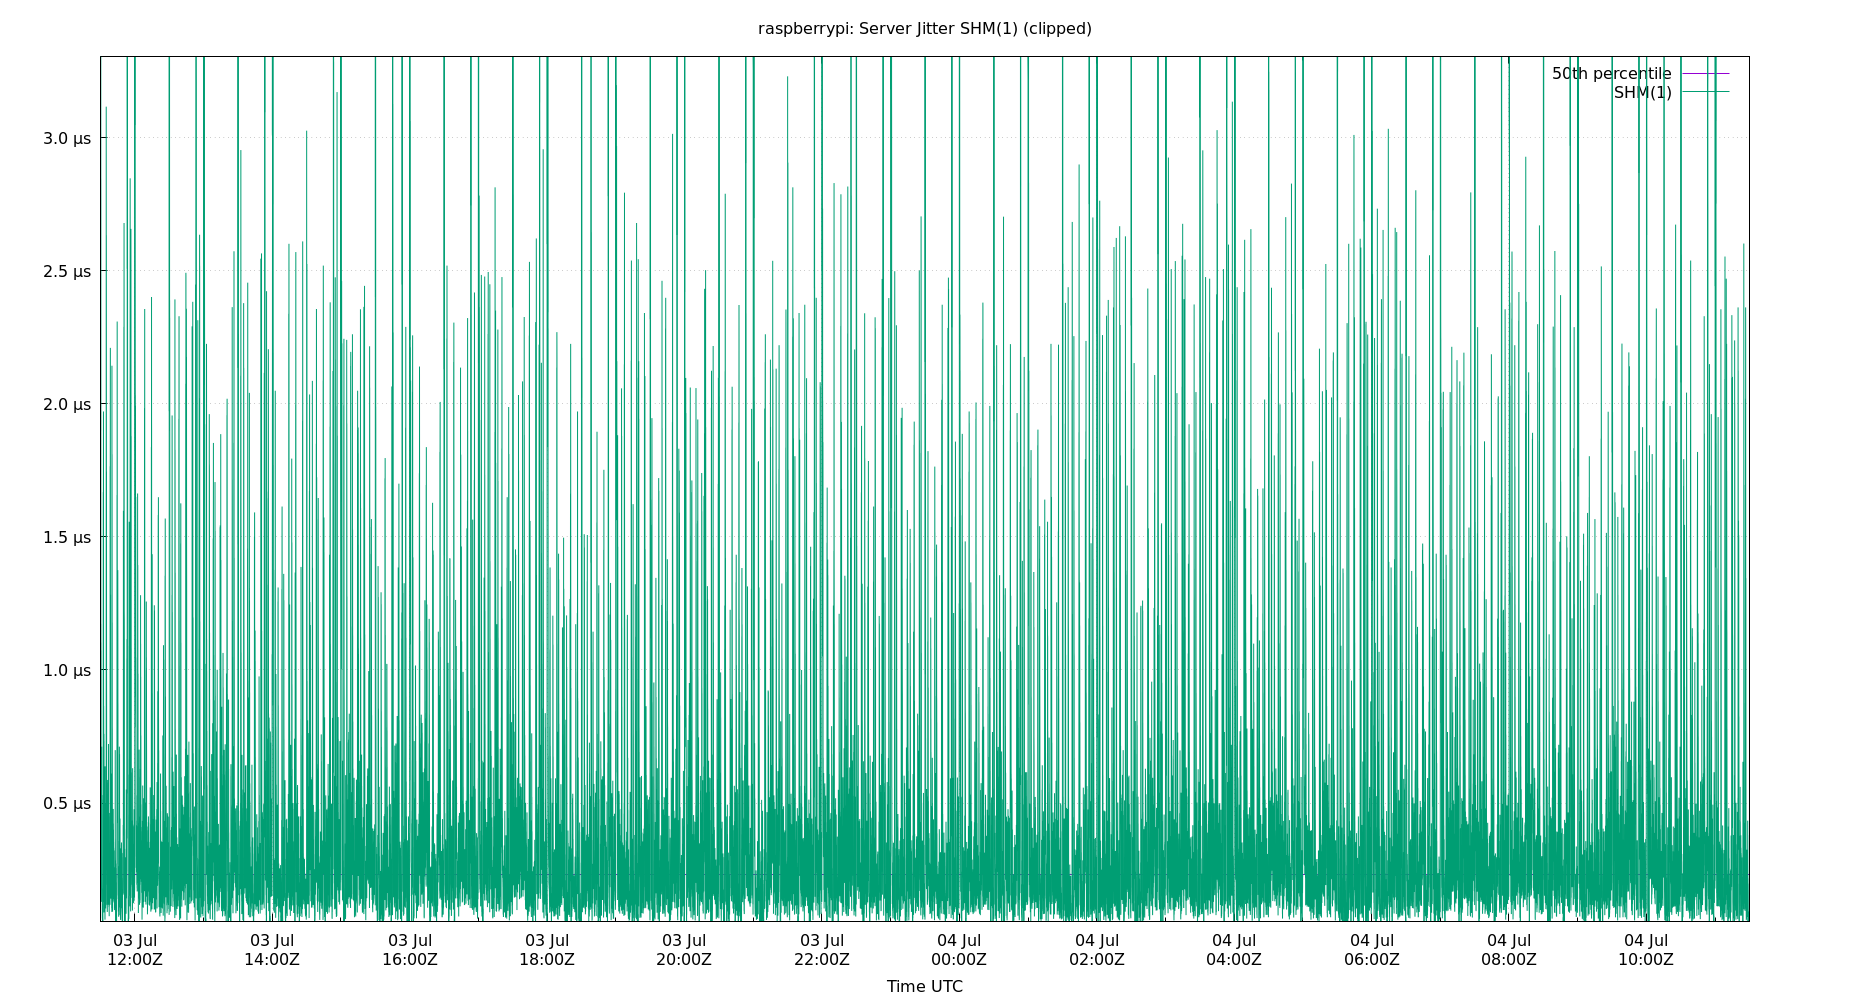 raspberrypi: Server Jitter SHM(1) (clipped)
50th percentile
SHM(1)
3.0 µs
2.5 µs
2.0 µs
1.5 µs
1.0 µs
0.5 µs
03 Jul 03 Jul 03 Jul 03 Jul 03 Jul 03 Jul 04 Jul 04 Jul 04 Jul 04 Jul 04 Jul 04 Jul
12:00Z 14:00Z 16:00Z 18:00Z 20:00Z 22:00Z 00:00Z 02:00Z 04:00Z 06:00Z 08:00Z 10:00Z
Time UTC